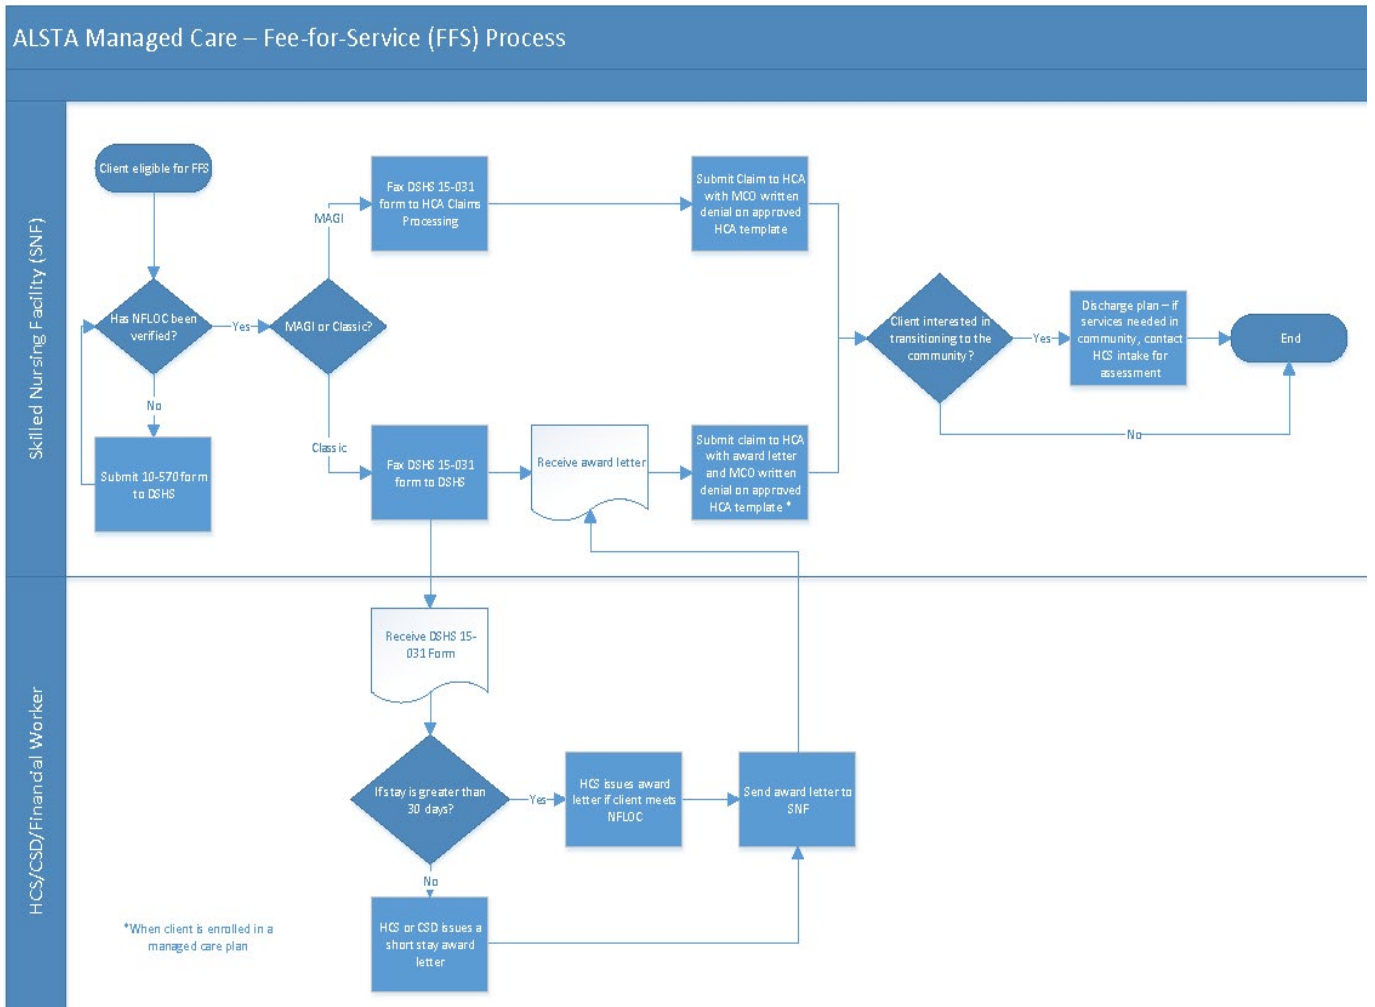 ALSTA Managed Care – Fee-for-Service (FFS) Process
Skilled Nursing Facility (SNF)
Client eligible for FFS
Has NFLOC been
verified?
Yes
No
Submit 10-570 form
to DSHS
MAGI or Classic?
MAGI
Classic
Fax DSHS 15-031
form to HCA Claims
Processing
Submit Claim to HCA
with MCO written
denial on approved
HCA template
Fax DSHS 15-031
form to DSHS
Receive award letter
Submit claim to HCA
with award letter
and MCO written
denial on approved
HCA template *
Client interested in
transitioning to the
community?
Yes
No
Discharge plan – if
services needed in
community, contact
HCS intake for
assessment
End
HCS/CSD/Financial Worker
Receive DSHS 15-
031 Form
If stay is greater than
30 days?
Yes
No
HCS issues award
letter if client meets
NFLOC
Send award letter to
SNF
HCS or CSD issues a
short stay award
letter
*When client is enrolled in a
managed care plan